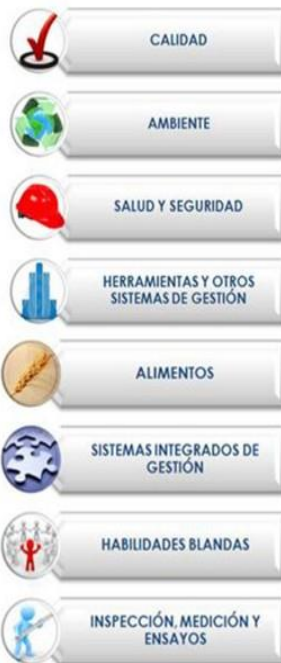 CALIDAD
AMBIENTE
SALUD Y SEGURIDAD
HERRAMIENTAS Y OTROS
SISTEMAS DE GESTIÓN
ALIMENTOS
SISTEMAS INTEGRADOS DE
GESTIÓN
HABILIDADES BLANDAS
INSPECCIÓN, MEDICIÓN Y
ENSAYOS